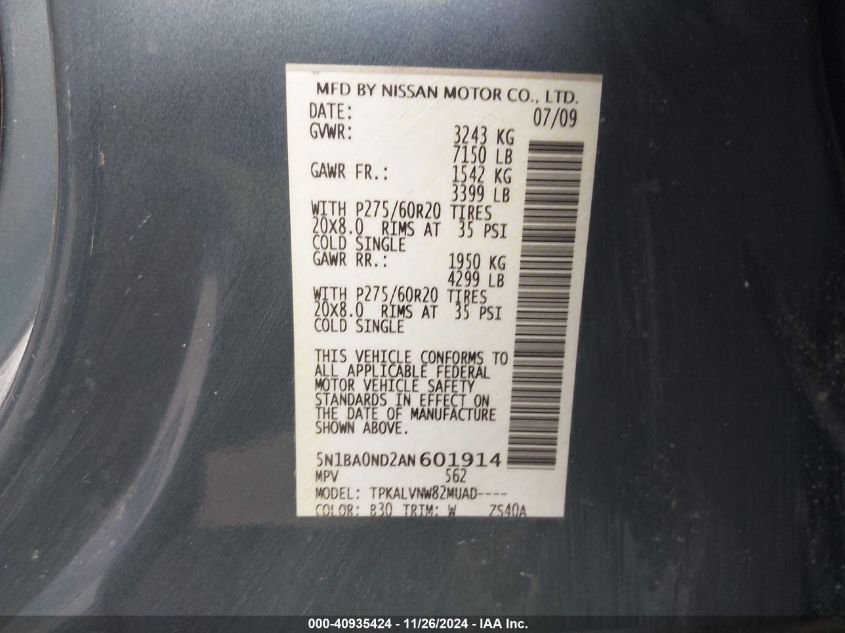 MFD BY NISSAN MOTOR CO., LTD.
DATE: 07/09
GVWR: 3243 KG
7150 LB
GAWR FR.: 1542 KG
3399 LB
WITH P275/60R20 TIRES
20X8.0 RIMS AT 35 PSI
COLD SINGLE
GAWR RR.: 1950 KG
4299 LB
WITH P275/60R20 TIRES
20X8.0 RIMS AT 35 PSI
COLD SINGLE
THIS VEHICLE CONFORMS TO
ALL APPLICABLE FEDERAL
MOTOR VEHICLE SAFETY
STANDARDS IN EFFECT ON
THE DATE OF MANUFACTURE
SHOWN ABOVE.
5N1BA0ND2AN601914
MPV 562
MODEL: TPKALVNW82MUAD----
COLOR: B30 TRIM: W ZS40A
000-40935424 - 11/26/2024 - IAA Inc.